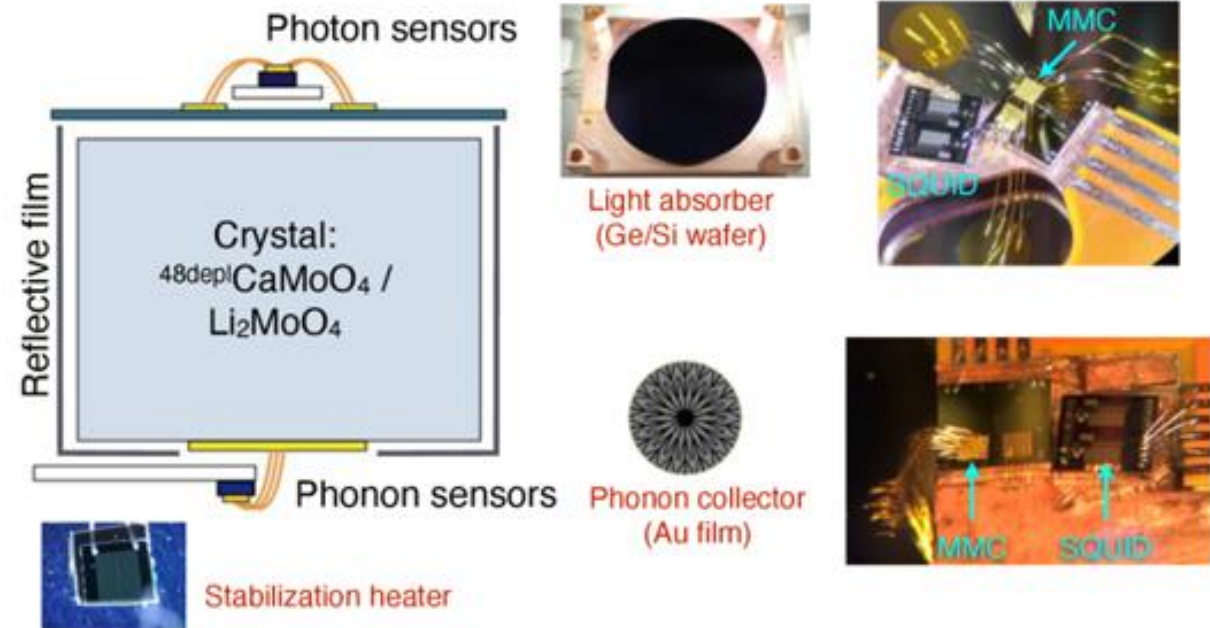 Photon sensors
MMC
SQUID
Light absorber
(Ge/Si wafer)
Reflective film
Crystal:
⁴⁸ᵈᵉᵖˡCaMoO₄ /
Li₂MoO₄
Phonon sensors
Phonon collector
(Au film)
MMC
SQUID
Stabilization heater